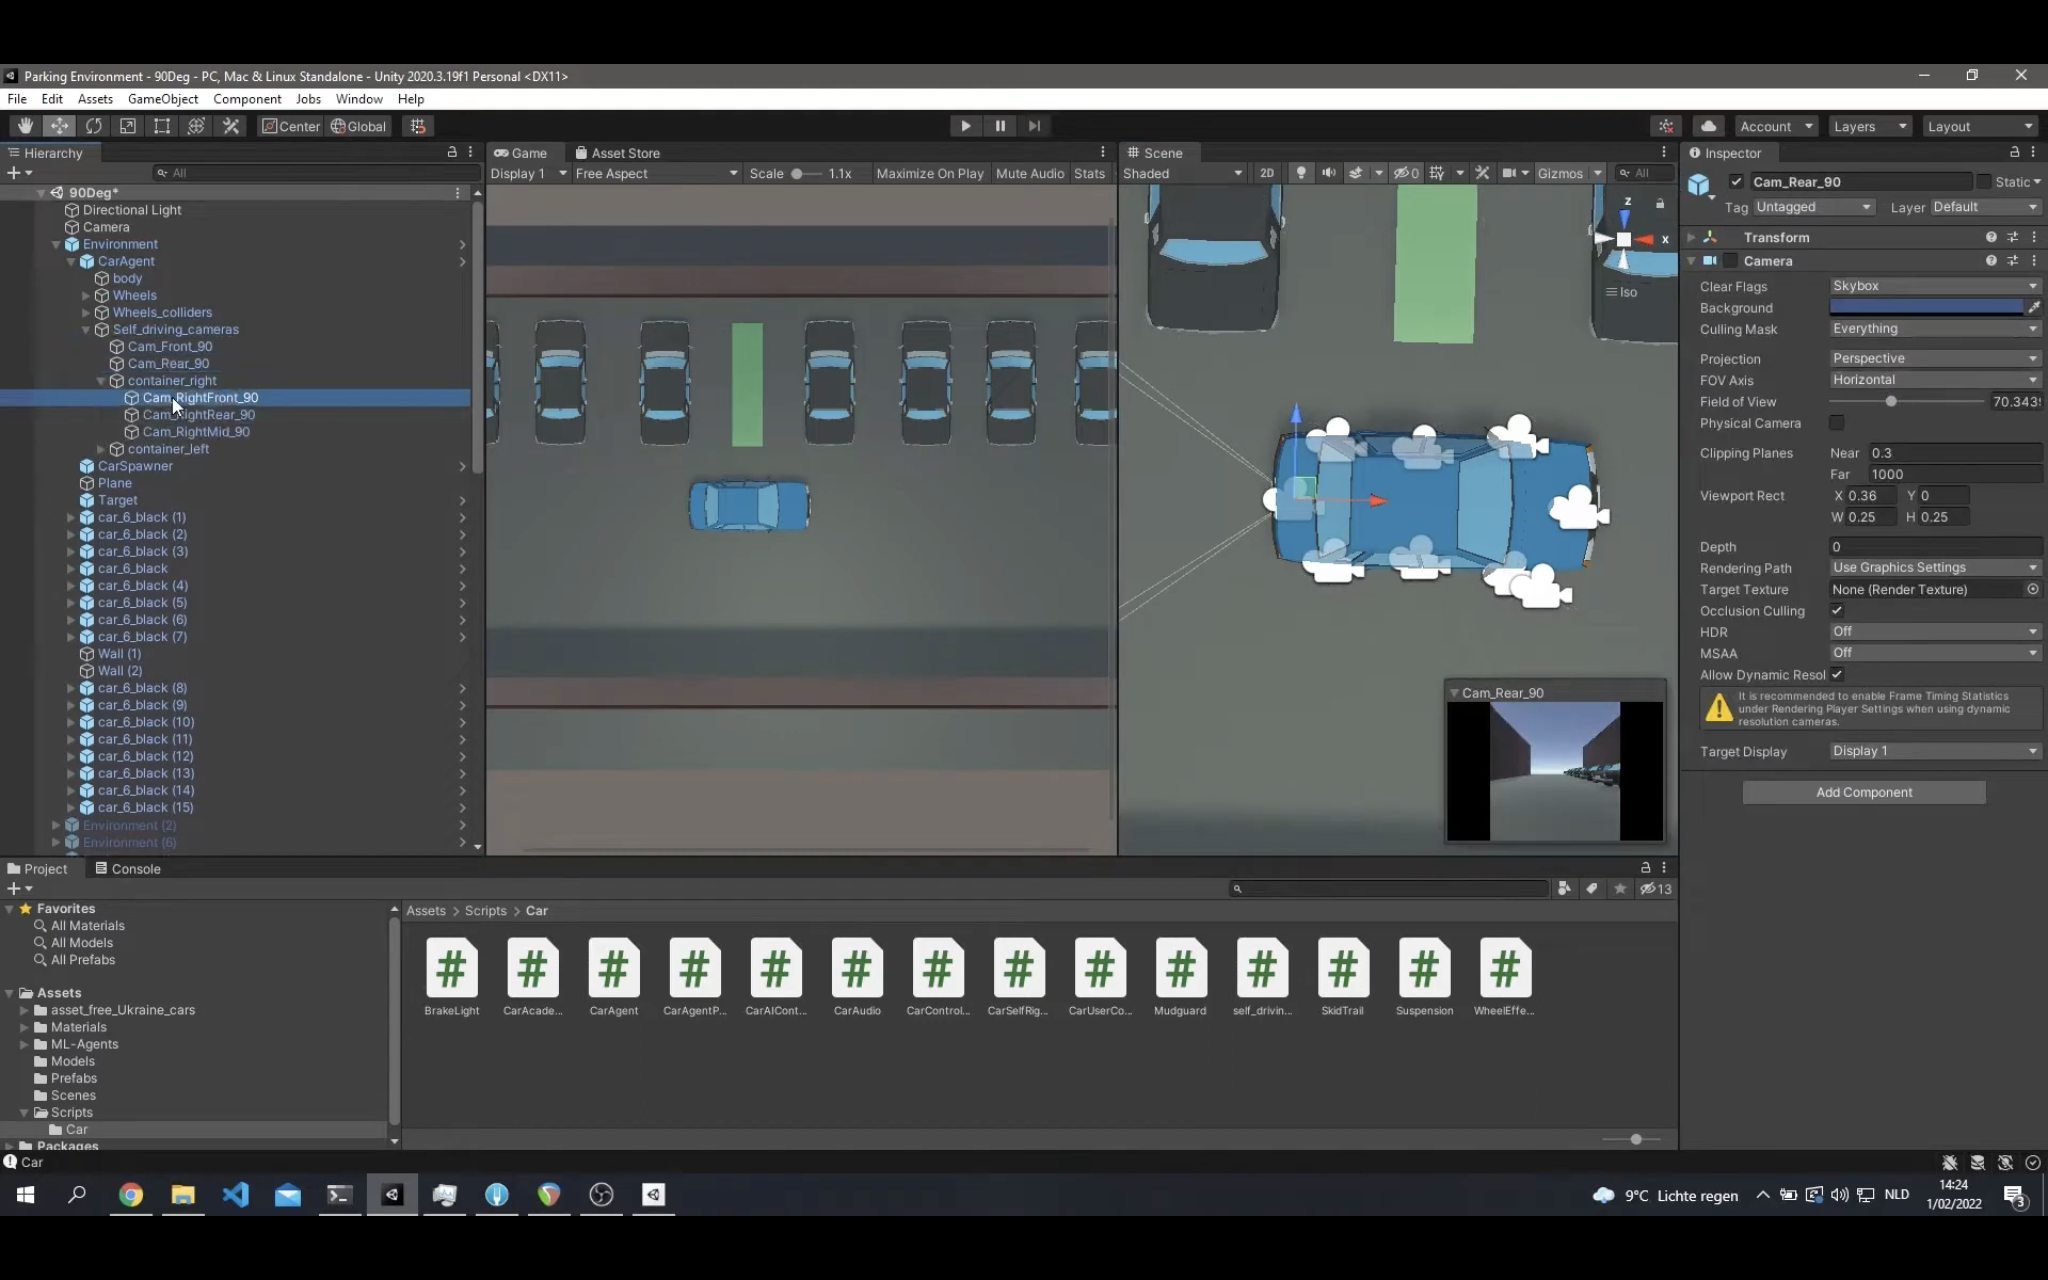 Parking Environment - 90Deg - PC, Mac & Linux Standalone - Unity 2020.3.19f1 Personal <DX11>
File Edit Assets GameObject Component Jobs Window Help
Center Global Account Layers Layout
Hierarchy
All
90Deg*
Directional Light
Camera
Environment
CarAgent
body
Wheels
Wheels_colliders
Self_driving_cameras
Cam_Front_90
Cam_Rear_90
container_right
Cam_RightFront_90
Cam_RightRear_90
Cam_RightMid_90
container_left
CarSpawner
Plane
Target
car_6_black (1)
car_6_black (2)
car_6_black (3)
car_6_black
car_6_black (4)
car_6_black (5)
car_6_black (6)
car_6_black (7)
Wall (1)
Wall (2)
car_6_black (8)
car_6_black (9)
car_6_black (10)
car_6_black (11)
car_6_black (12)
car_6_black (13)
car_6_black (14)
car_6_black (15)
Environment (2)
Environment (6)
Game Asset Store
Display 1 Free Aspect Scale 1.1x Maximize On Play Mute Audio Stats
Scene
Shaded 2D 0 Gizmos All
z
x
Iso
Cam_Rear_90
Inspector
Cam_Rear_90 Static
Tag Untagged Layer Default
Transform
Camera
Clear Flags Skybox
Background
Culling Mask Everything
Projection Perspective
FOV Axis Horizontal
Field of View 70.343
Physical Camera
Clipping Planes Near 0.3
Far 1000
Viewport Rect X 0.36 Y 0
W 0.25 H 0.25
Depth 0
Rendering Path Use Graphics Settings
Target Texture None (Render Texture)
Occlusion Culling
HDR Off
MSAA Off
Allow Dynamic Resol
It is recommended to enable Frame Timing Statistics
under Rendering Player Settings when using dynamic
resolution cameras.
Target Display Display 1
Add Component
Project Console
13
Favorites
All Materials
All Models
All Prefabs
Assets
asset_free_Ukraine_cars
Materials
ML-Agents
Models
Prefabs
Scenes
Scripts
Car
Packages
Assets > Scripts > Car
BrakeLight CarAcade... CarAgent CarAgentP... CarAICont... CarAudio CarControl... CarSelfRig... CarUserCo... Mudguard self_drivin... SkidTrail Suspension WheelEffe...
Car
9°C Lichte regen NLD
14:24
1/02/2022
3